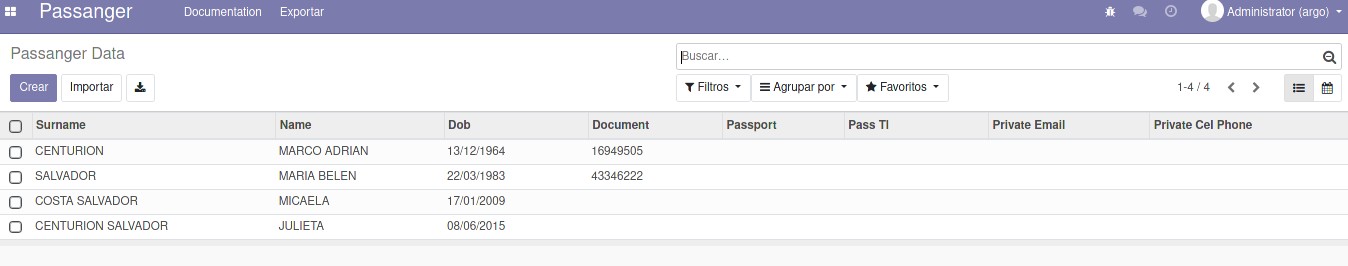 Passanger Documentation Exportar Administrator (argo)
Passanger Data Buscar...
Crear Importar Filtros Agrupar por Favoritos 1-4 / 4
Surname Name Dob Document Passport Pass TI Private Email Private Cel Phone
CENTURION MARCO ADRIAN 13/12/1964 16949505
SALVADOR MARIA BELEN 22/03/1983 43346222
COSTA SALVADOR MICAELA 17/01/2009
CENTURION SALVADOR JULIETA 08/06/2015